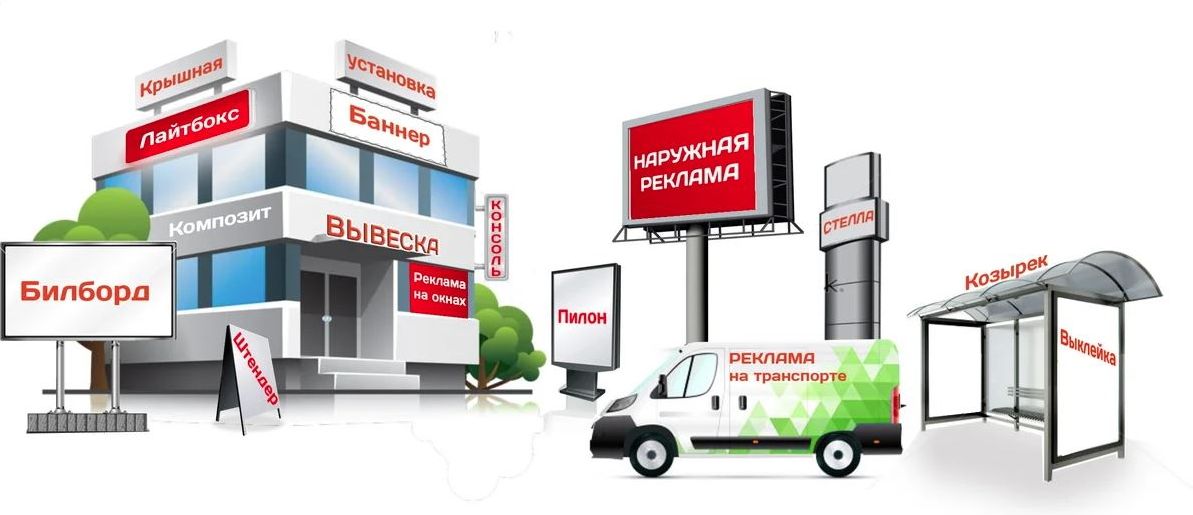 Крышная
установка
Лайтбокс
Баннер
Композит
ВЫВЕСКА
КОНСОЛЬ
Реклама
на окнах
Билборд
Штендер
НАРУЖНАЯ
РЕКЛАМА
СТЕЛЛА
Пилон
РЕКЛАМА
на транспорте
Козырек
Выклейка